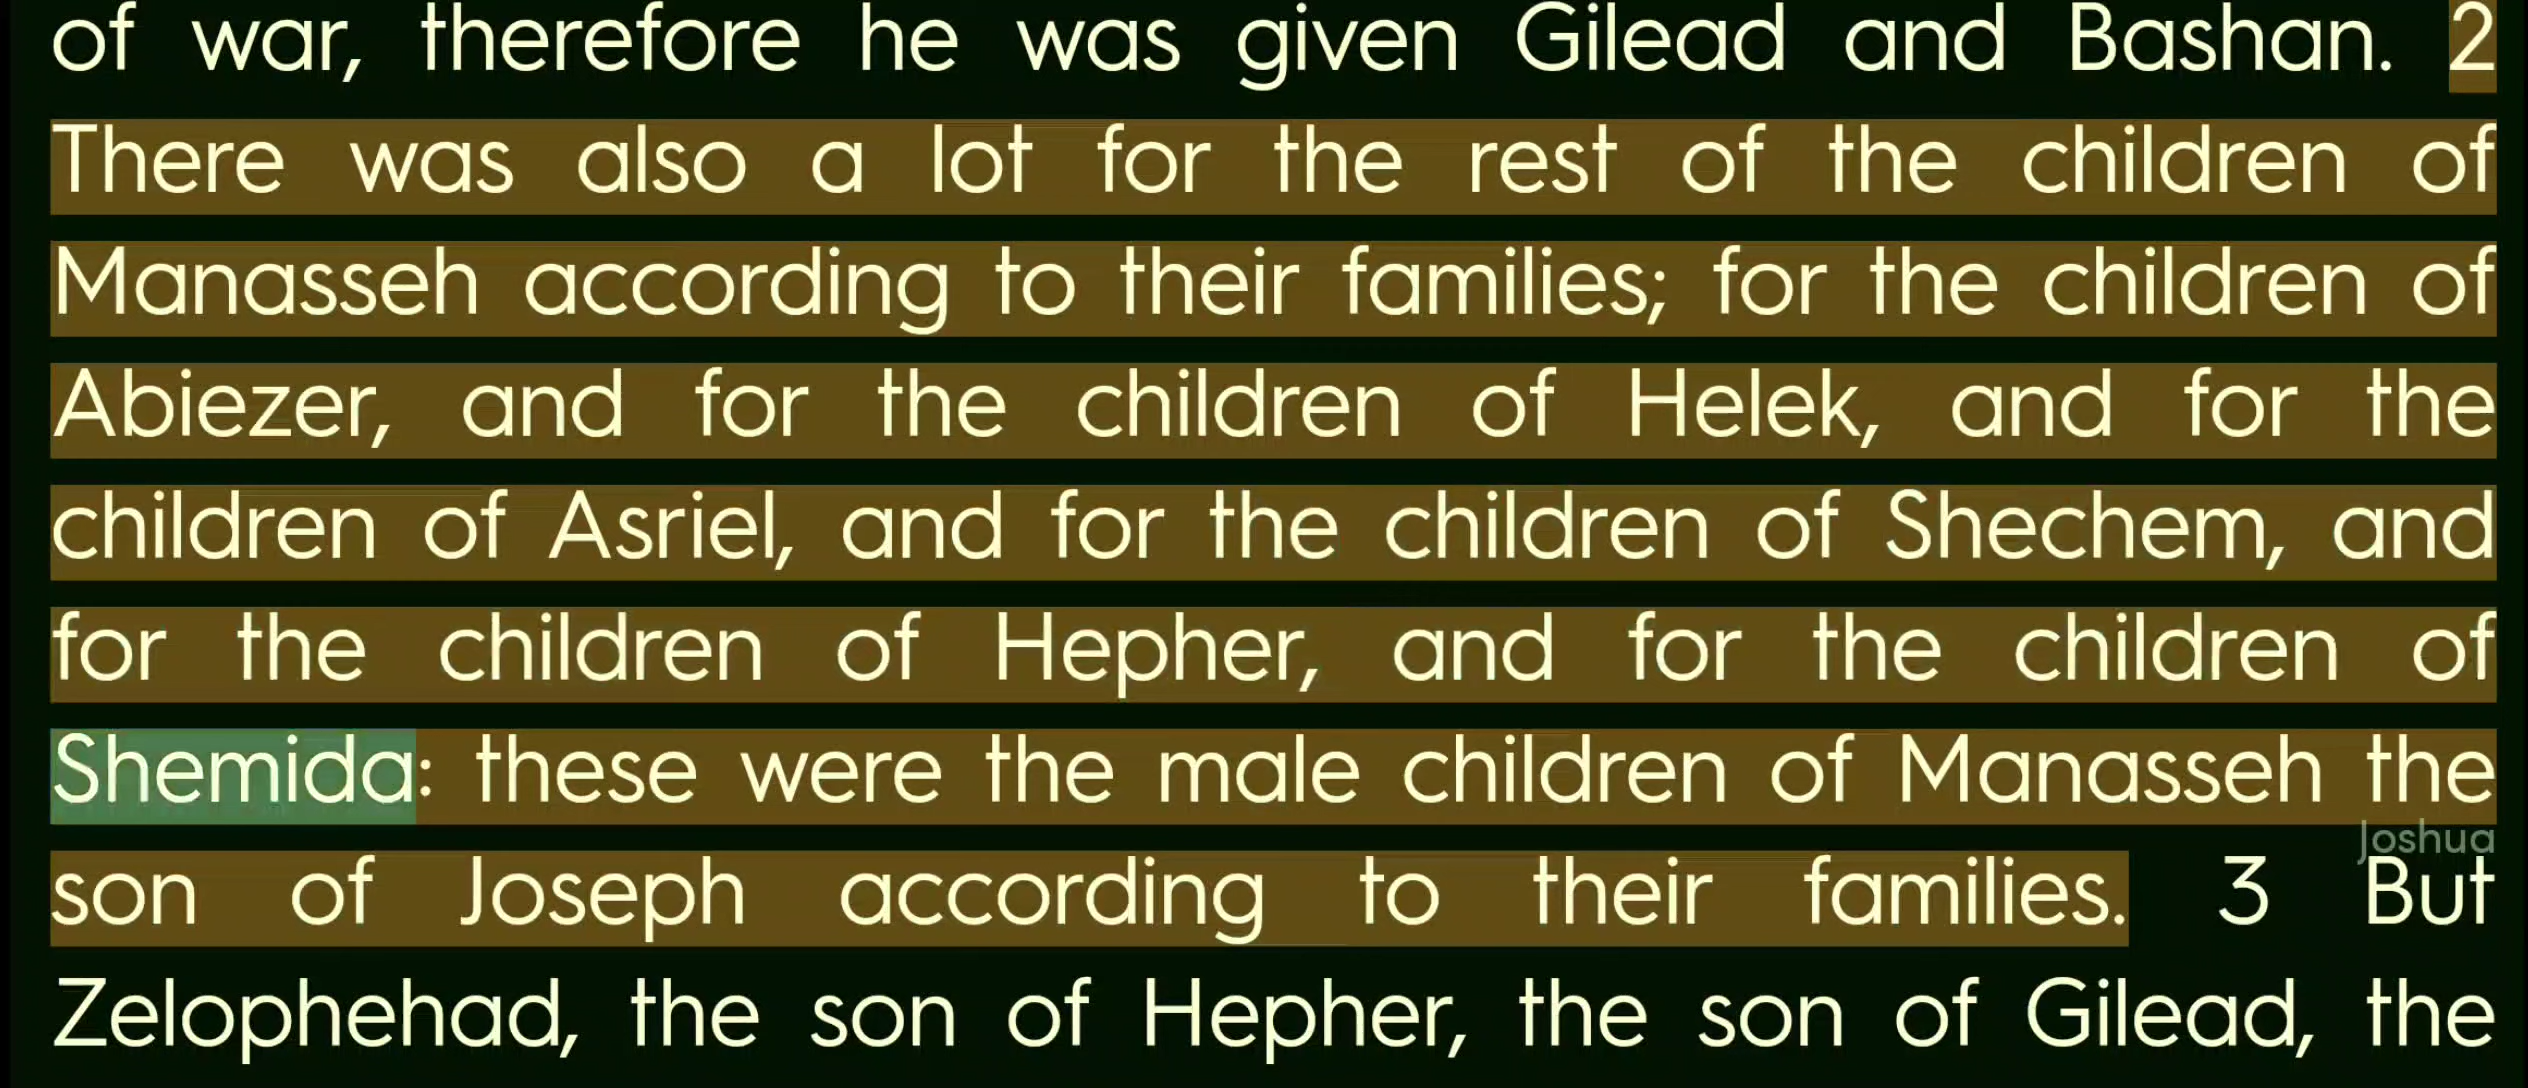 of war, therefore he was given Gilead and Bashan. 2
There was also a lot for the rest of the children of
Manasseh according to their families; for the children of
Abiezer, and for the children of Helek, and for the
children of Asriel, and for the children of Shechem, and
for the children of Hepher, and for the children of
Shemida: these were the male children of Manasseh the
Joshua
son of Joseph according to their families. 3 But
Zelophehad, the son of Hepher, the son of Gilead, the